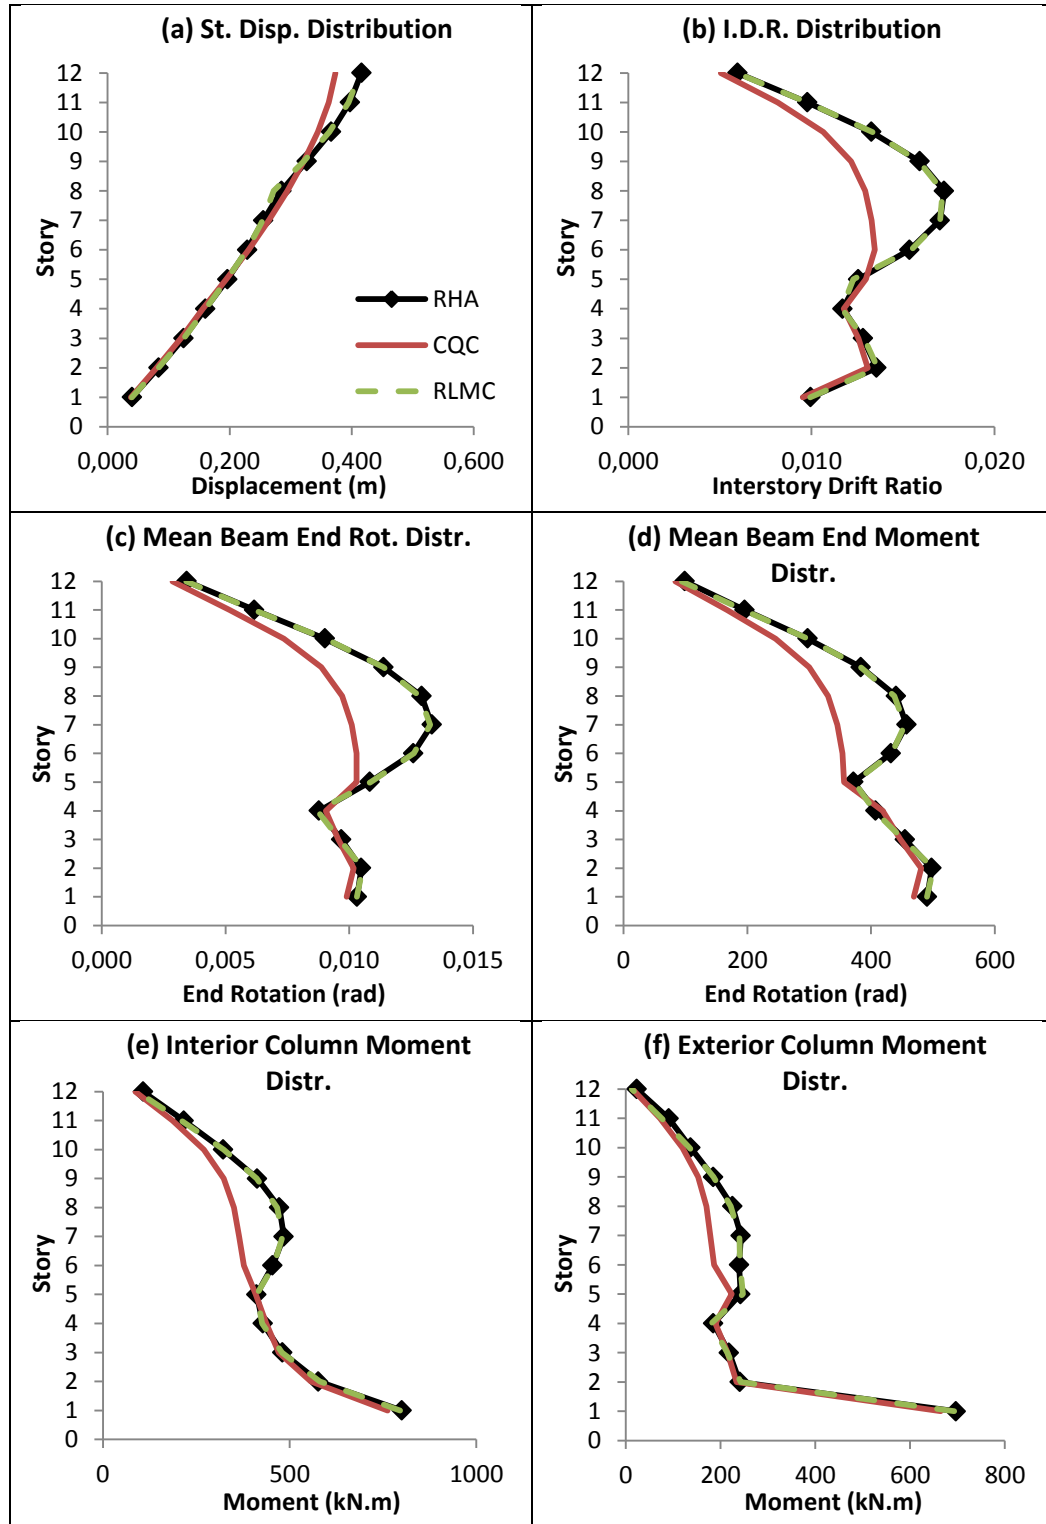 (a) St. Disp. Distribution
12
11
10
9
8
7
6
5
4
3
2
1
0
Story
RHA
CQC
RLMC
0,000 0,200 0,400 0,600
Displacement (m)
(b) I.D.R. Distribution
12
11
10
9
8
7
6
5
4
3
2
1
0
Story
0,000 0,010 0,020
Interstory Drift Ratio
(c) Mean Beam End Rot. Distr.
12
11
10
9
8
7
6
5
4
3
2
1
0
Story
0,000 0,005 0,010 0,015
End Rotation (rad)
(d) Mean Beam End Moment
Distr.
12
11
10
9
8
7
6
5
4
3
2
1
0
Story
0 200 400 600
End Rotation (rad)
(e) Interior Column Moment
Distr.
12
11
10
9
8
7
6
5
4
3
2
1
0
Story
0 500 1000
Moment (kN.m)
(f) Exterior Column Moment
Distr.
12
11
10
9
8
7
6
5
4
3
2
1
0
Story
0 200 400 600 800
Moment (kN.m)